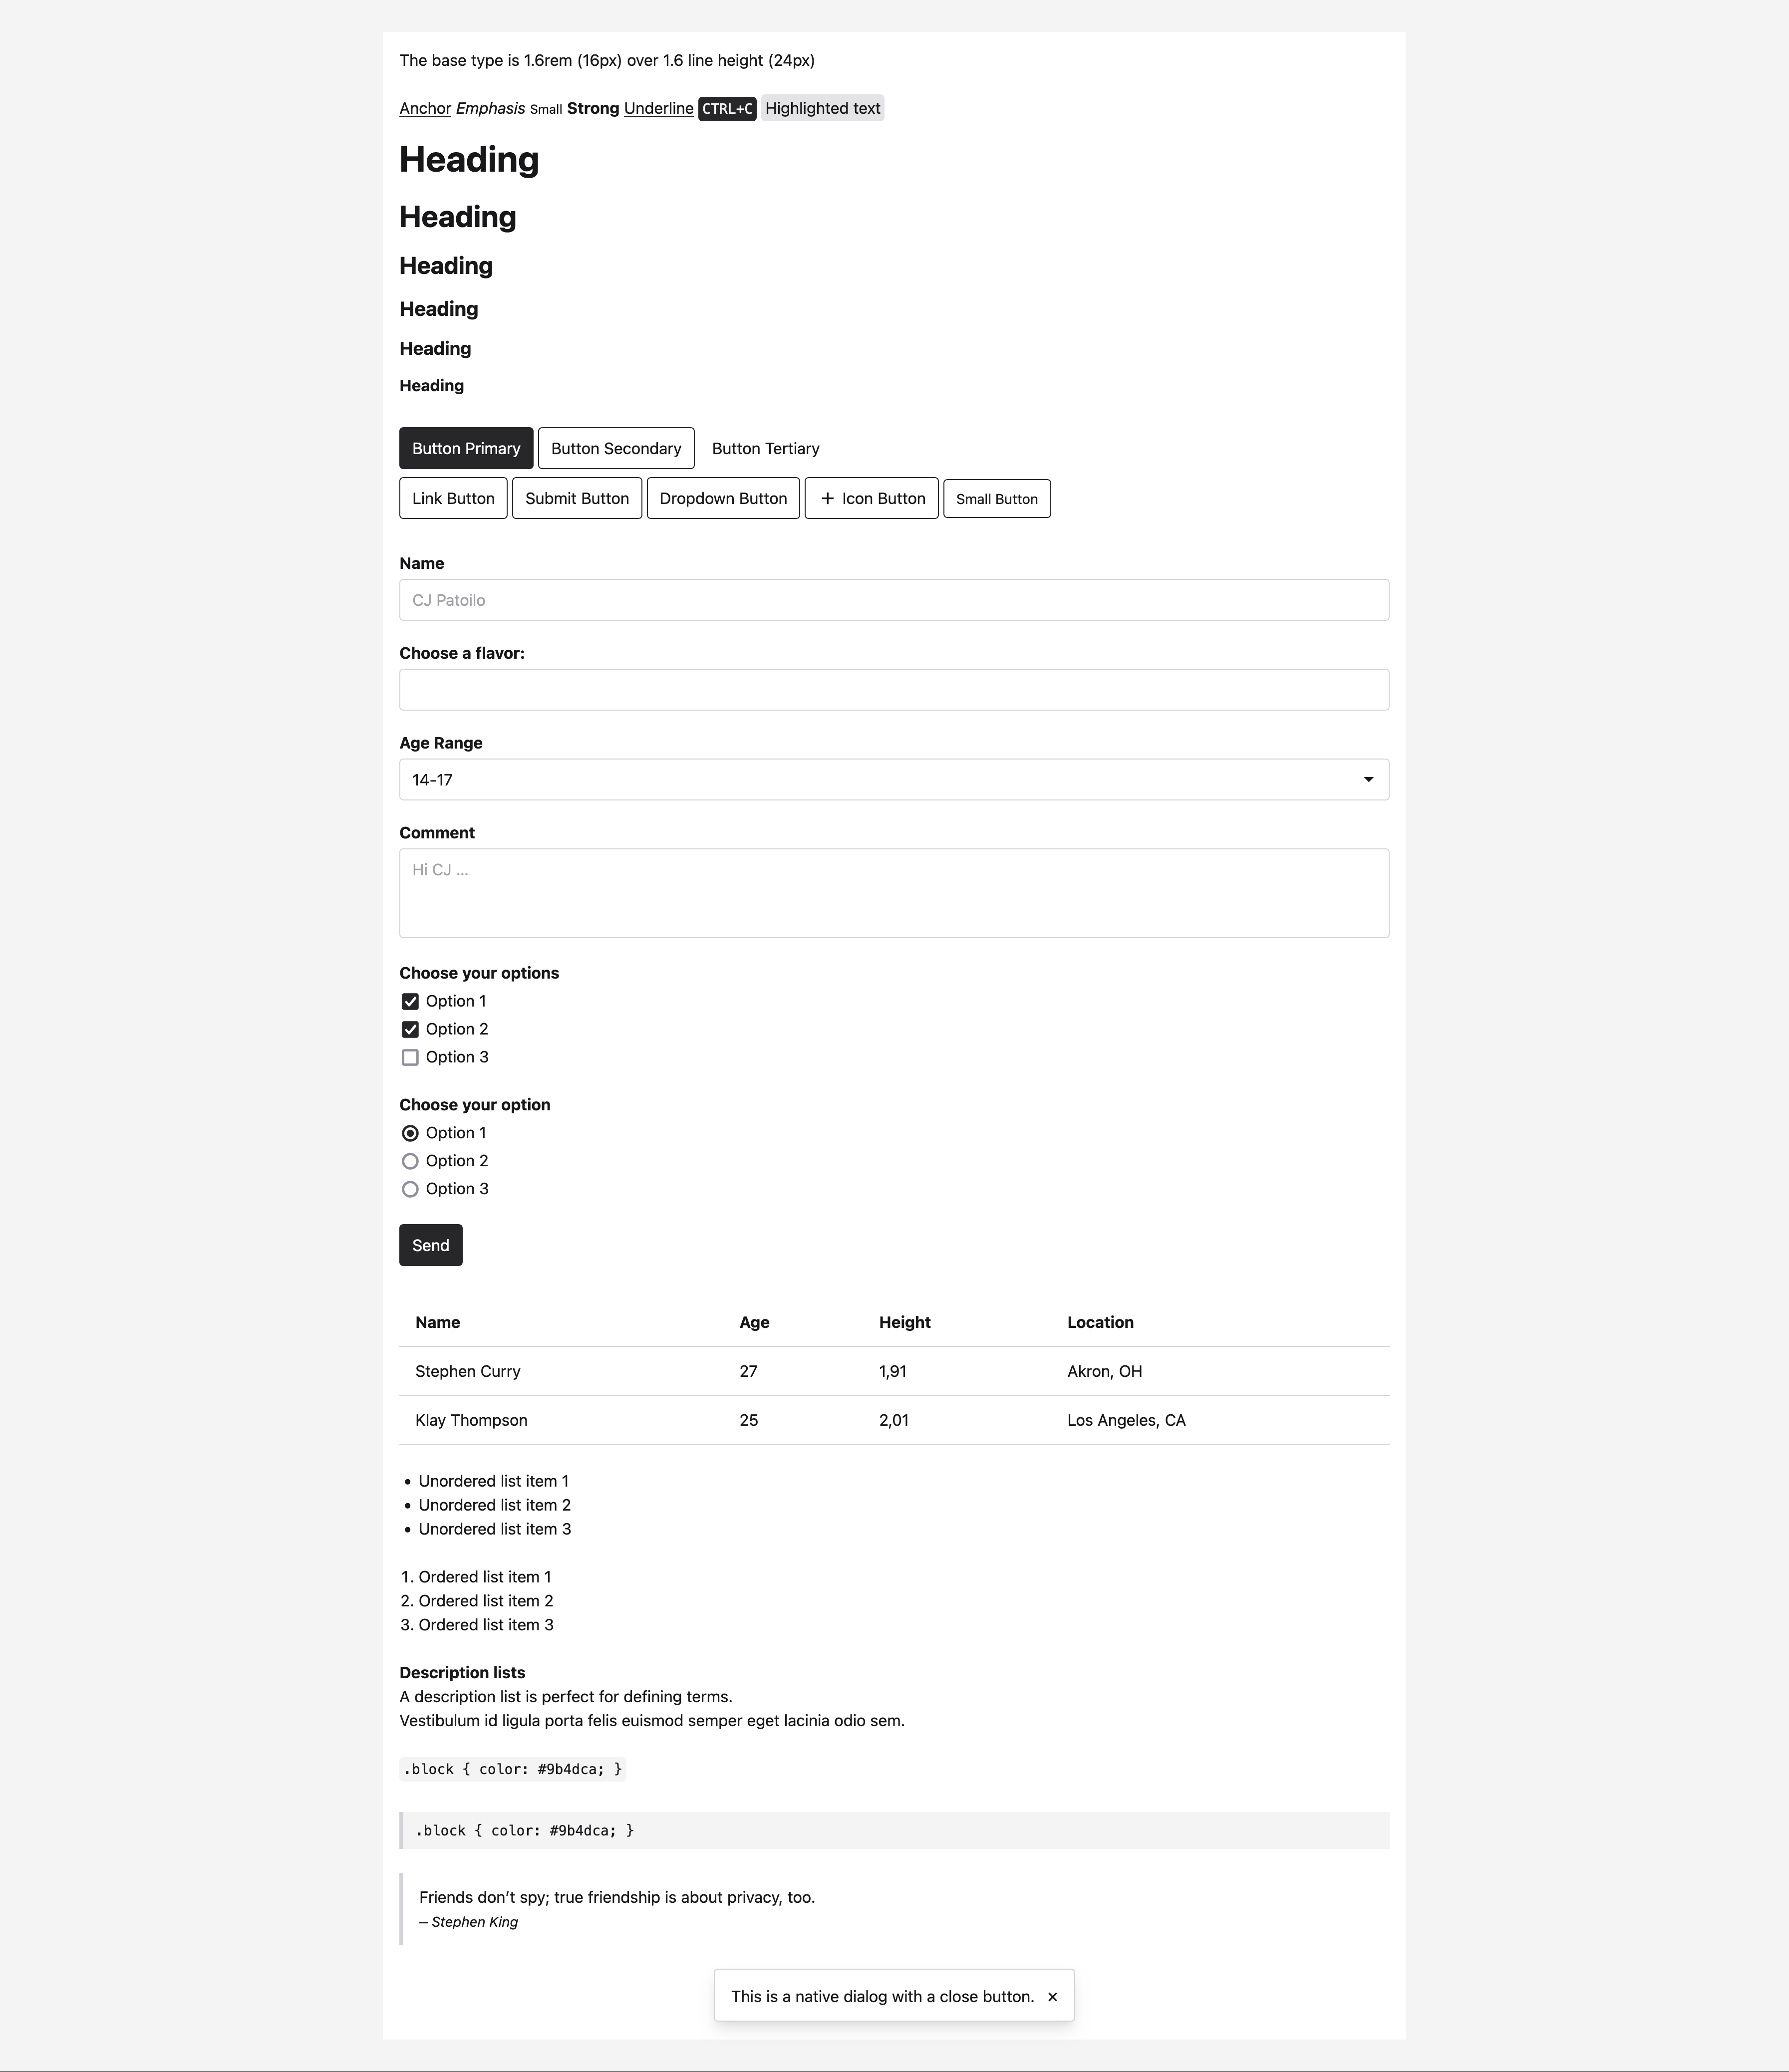 The base type is 1.6rem (16px) over 1.6 line height (24px)
Anchor Emphasis Small Strong Underline CTRL+C Highlighted text
Heading
Heading
Heading
Heading
Heading
Heading
Button Primary Button Secondary Button Tertiary
Link Button Submit Button Dropdown Button + Icon Button Small Button
Name
CJ Patoilo
Choose a flavor:
Age Range
14-17
Comment
Hi CJ ...
Choose your options
Option 1
Option 2
Option 3
Choose your option
Option 1
Option 2
Option 3
Send
Name Age Height Location
Stephen Curry 27 1,91 Akron, OH
Klay Thompson 25 2,01 Los Angeles, CA
• Unordered list item 1
• Unordered list item 2
• Unordered list item 3
1. Ordered list item 1
2. Ordered list item 2
3. Ordered list item 3
Description lists
A description list is perfect for defining terms.
Vestibulum id ligula porta felis euismod semper eget lacinia odio sem.
.block { color: #9b4dca; }
.block { color: #9b4dca; }
Friends don’t spy; true friendship is about privacy, too.
– Stephen King
This is a native dialog with a close button. ×